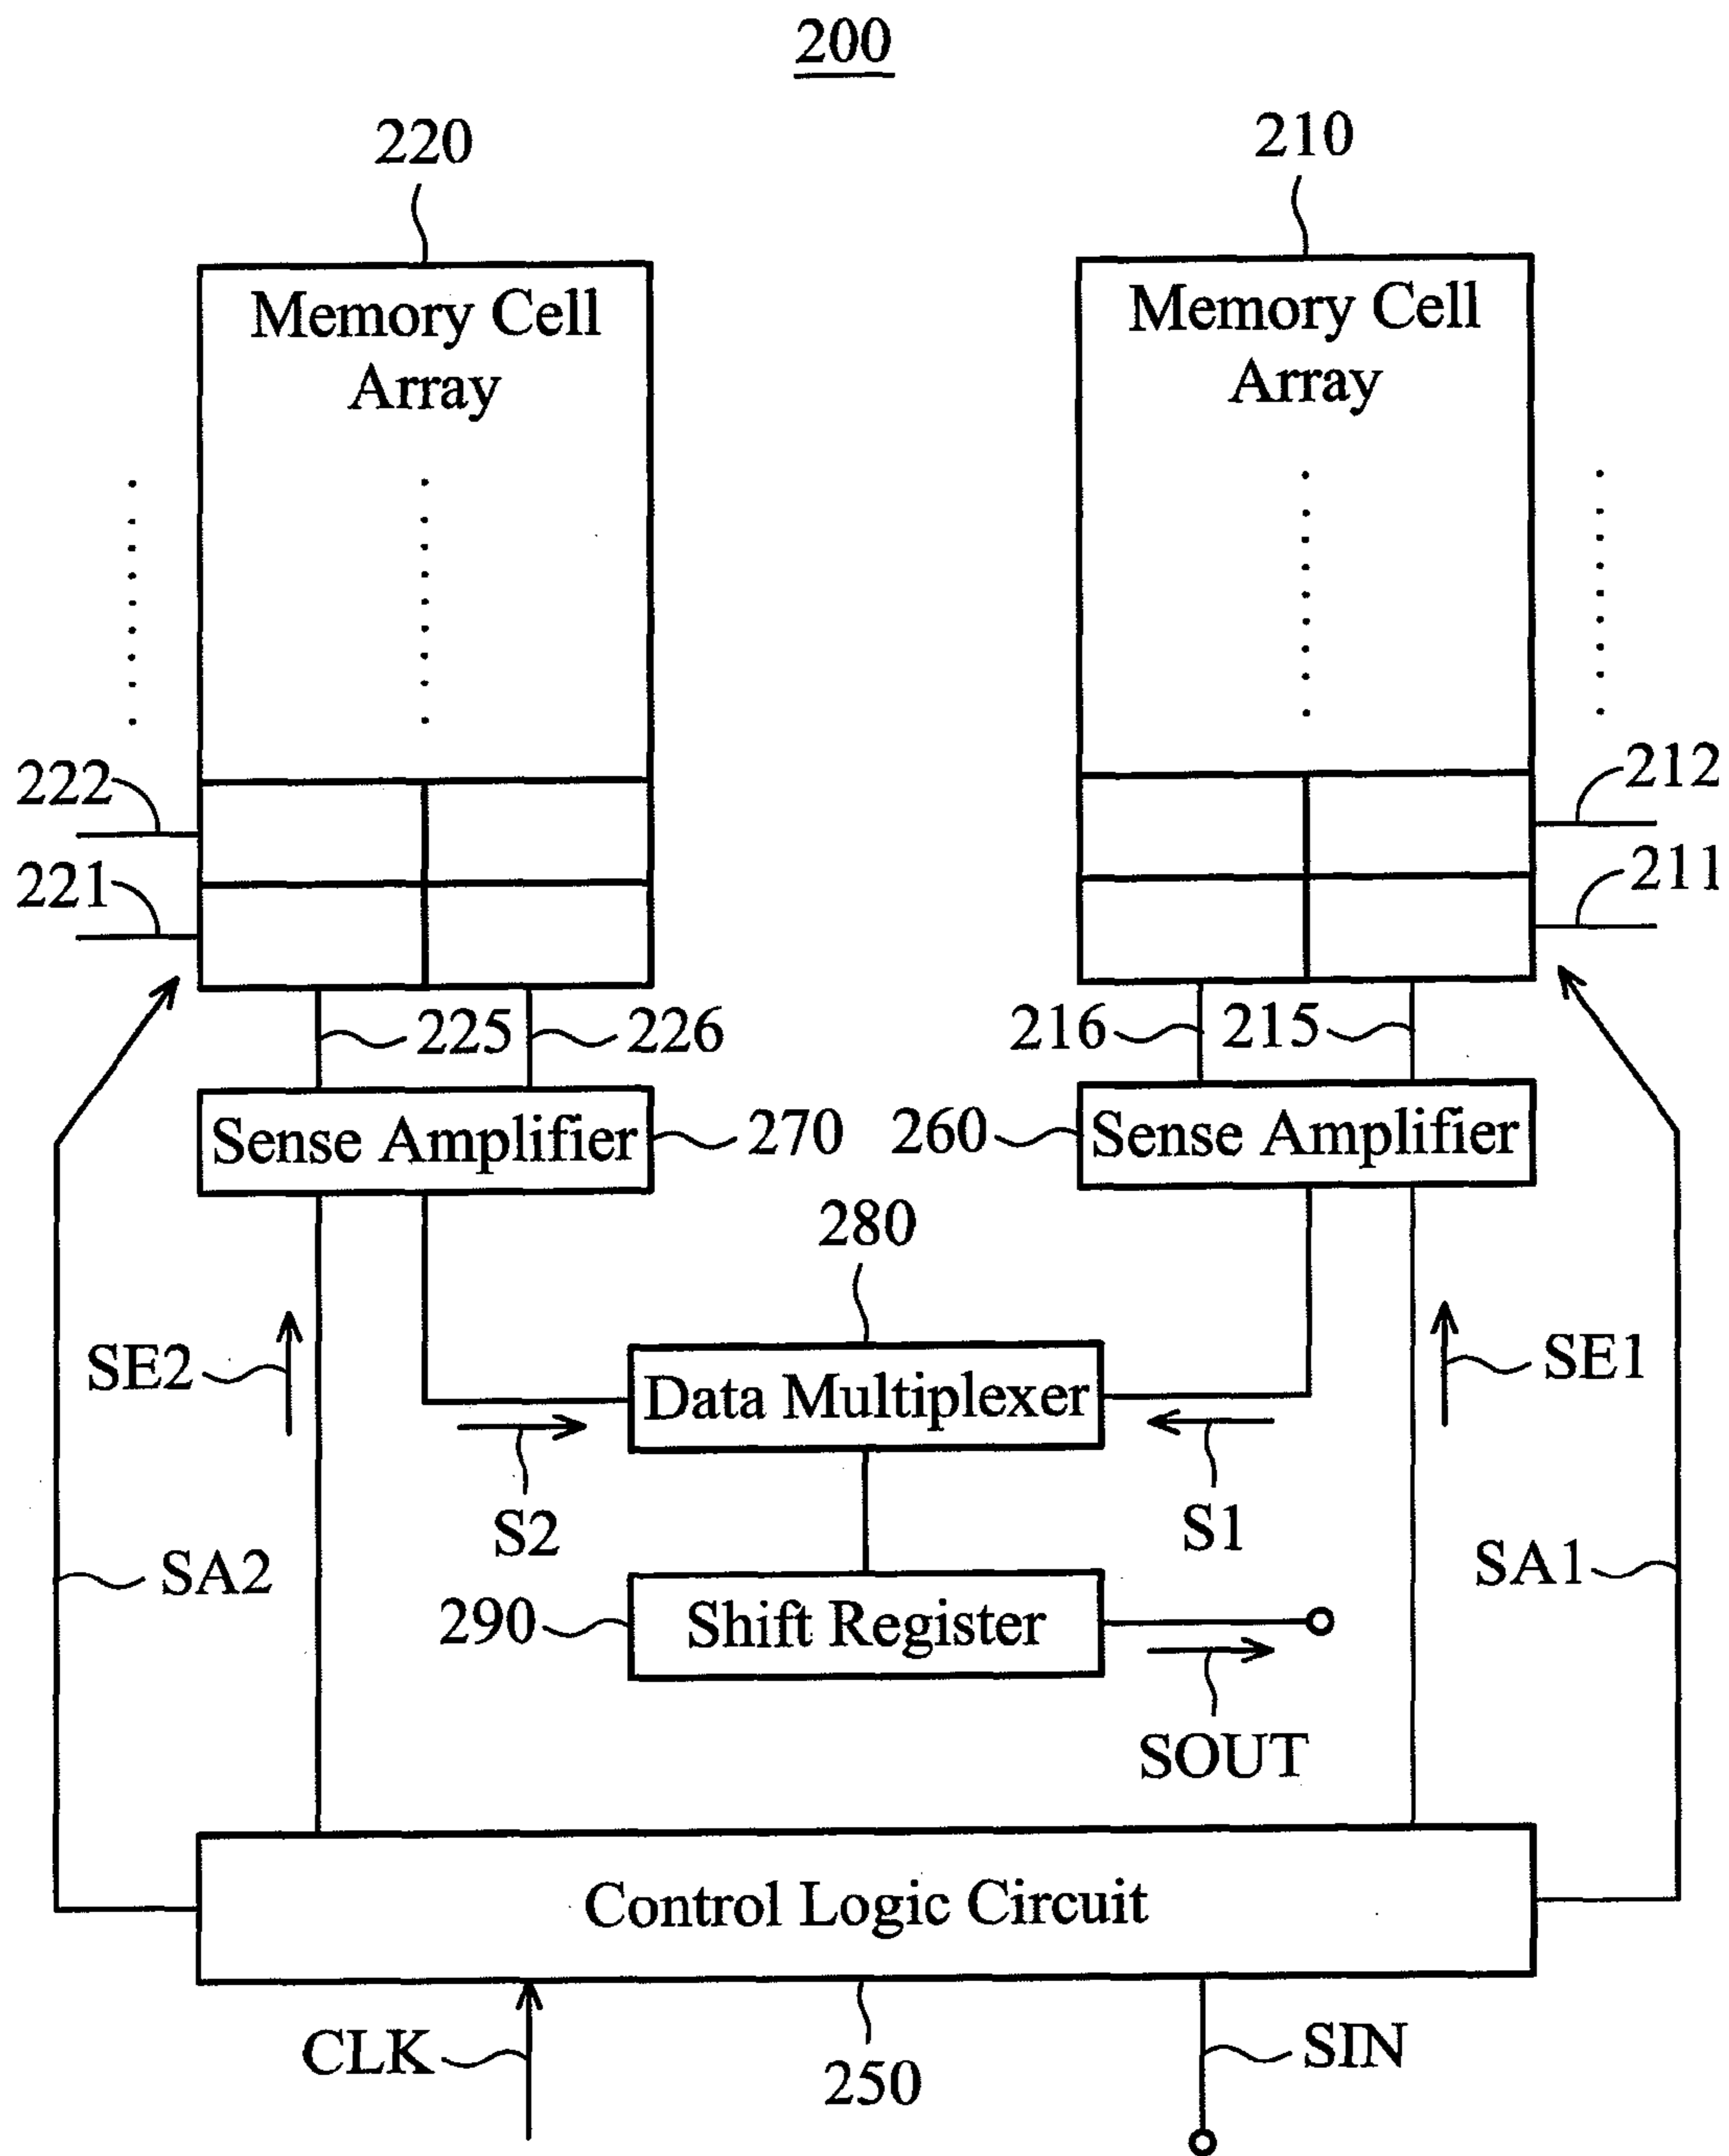 200
220
210
Memory Cell
Array
Memory Cell
Array
222
212
221
211
225
226
216
215
Sense Amplifier
270
260
Sense Amplifier
280
SE2
Data Multiplexer
SE1
S2
S1
SA2
SA1
290
Shift Register
SOUT
Control Logic Circuit
CLK
250
SIN